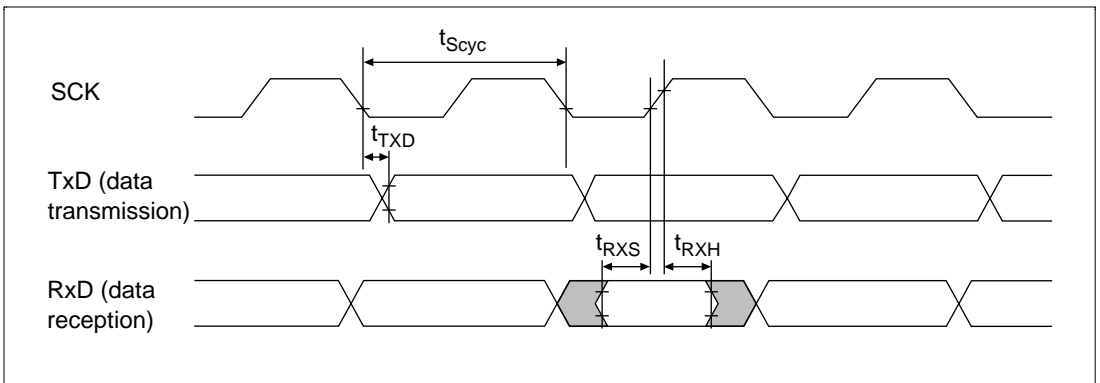 tScyc
SCK
tTXD
TxD (data
transmission)
tRXS
tRXH
RxD (data
reception)